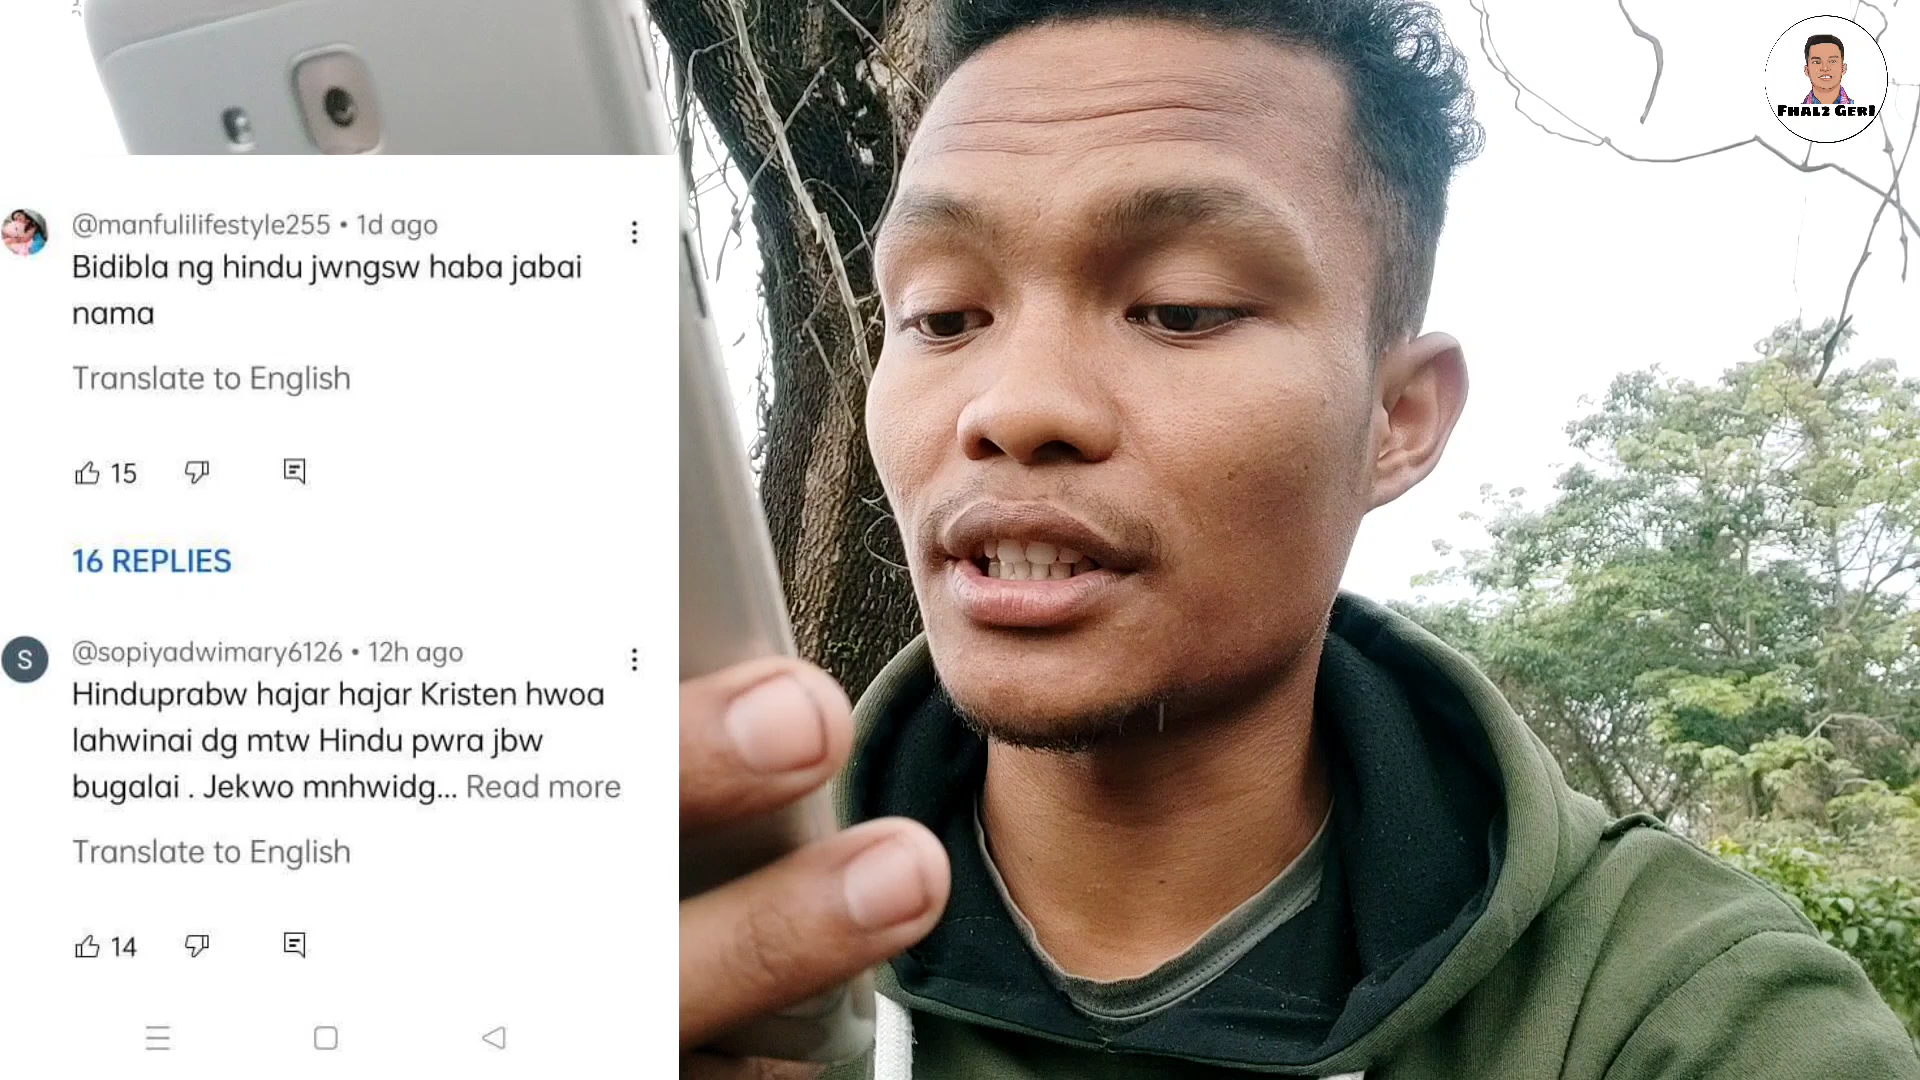 @manfulilifestyle255 • 1d ago
Bidibla ng hindu jwngsw haba jabai
nama
Translate to English
15
16 REPLIES
S
@sopiyadwimary6126 • 12h ago
Hinduprabw hajar hajar Kristen hwoa
lahwinai dg mtw Hindu pwra jbw
bugalai . Jekwo mnhwidg... Read more
Translate to English
14
FHALZ GERI